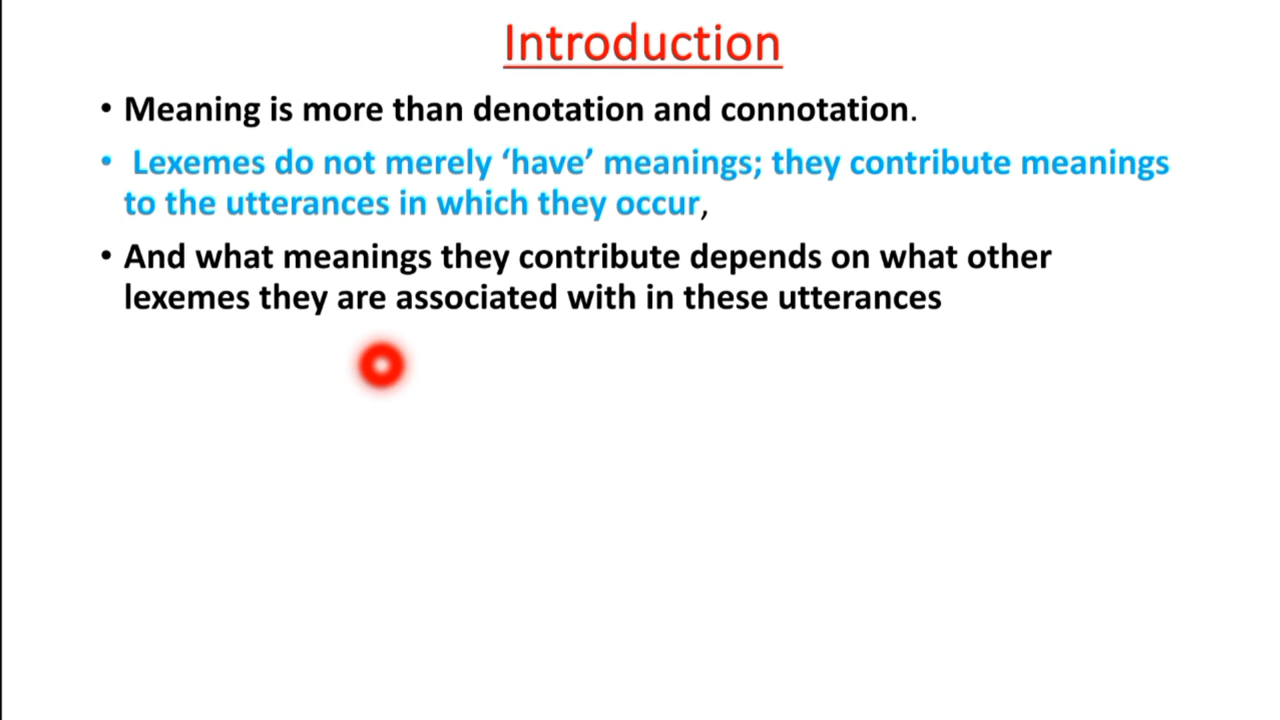 Introduction
• Meaning is more than denotation and connotation.
• Lexemes do not merely ‘have’ meanings; they contribute meanings
to the utterances in which they occur,
• And what meanings they contribute depends on what other
lexemes they are associated with in these utterances